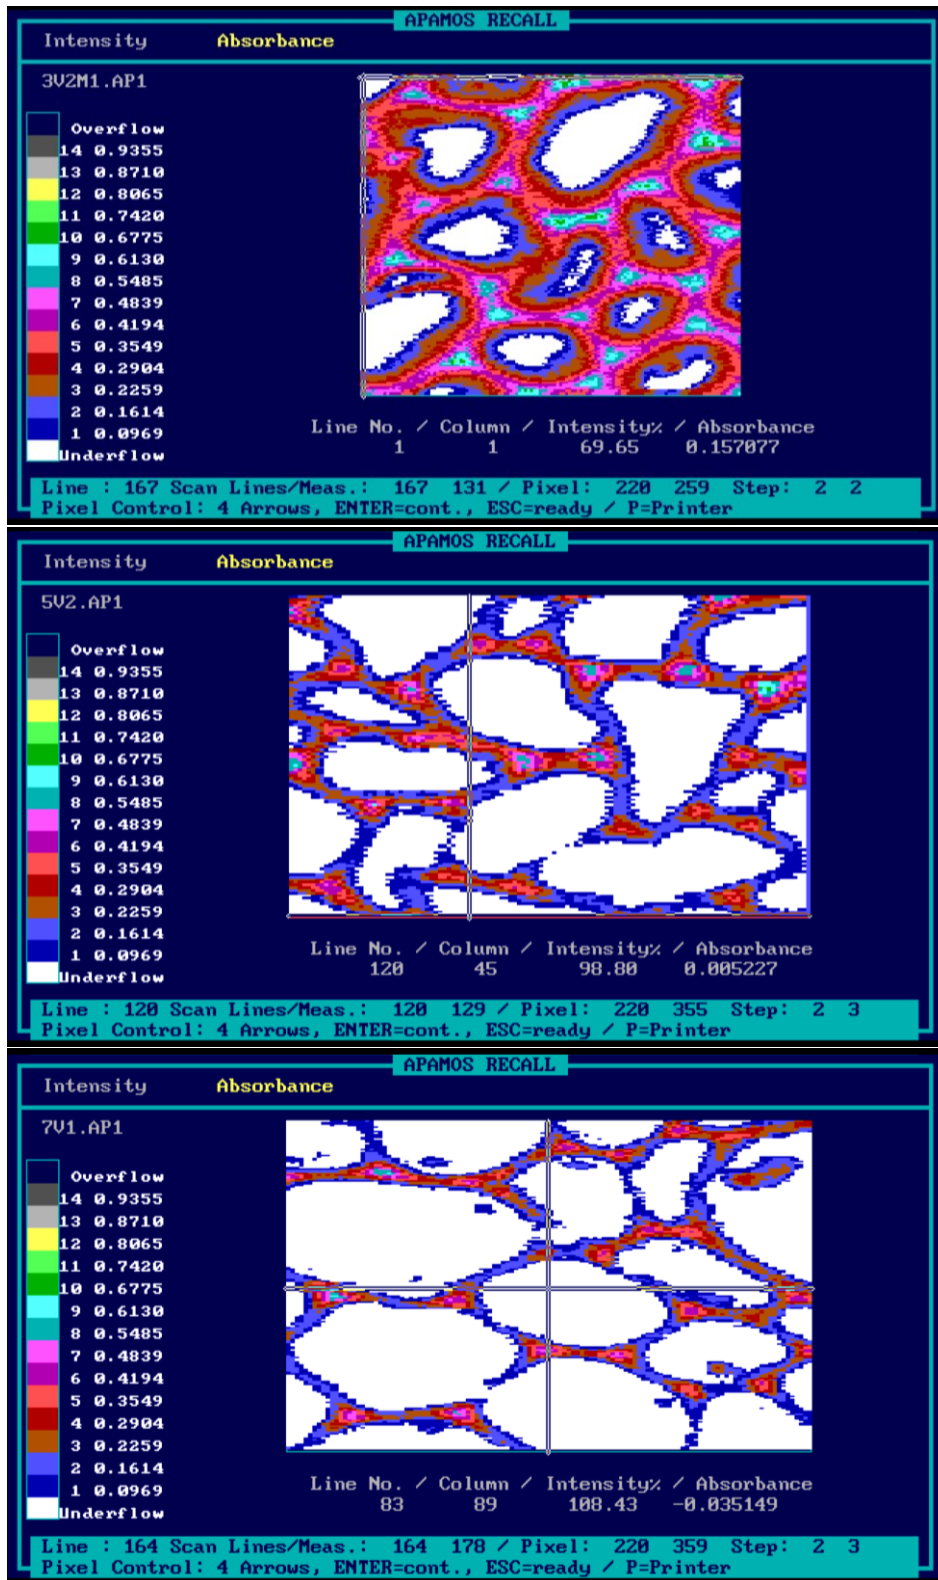 APAMOS RECALL
Intensity Absorbance
3V2M1.AP1
Overflow
14 0.9355
13 0.8710
12 0.8065
11 0.7420
10 0.6775
9 0.6130
8 0.5485
7 0.4839
6 0.4194
5 0.3549
4 0.2904
3 0.2259
2 0.1614
1 0.0969
Underflow
Line No. / Column / Intensity% / Absorbance
1 1 69.65 0.157077
Line : 167 Scan Lines/Meas.: 167 131 / Pixel: 220 259 Step: 2 2
Pixel Control: 4 Arrows, ENTER=cont., ESC=ready / P=Printer
APAMOS RECALL
Intensity Absorbance
5V2.AP1
Overflow
14 0.9355
13 0.8710
12 0.8065
11 0.7420
10 0.6775
9 0.6130
8 0.5485
7 0.4839
6 0.4194
5 0.3549
4 0.2904
3 0.2259
2 0.1614
1 0.0969
Underflow
Line No. / Column / Intensity% / Absorbance
120 45 98.80 0.005227
Line : 120 Scan Lines/Meas.: 120 129 / Pixel: 220 355 Step: 2 3
Pixel Control: 4 Arrows, ENTER=cont., ESC=ready / P=Printer
APAMOS RECALL
Intensity Absorbance
7V1.AP1
Overflow
14 0.9355
13 0.8710
12 0.8065
11 0.7420
10 0.6775
9 0.6130
8 0.5485
7 0.4839
6 0.4194
5 0.3549
4 0.2904
3 0.2259
2 0.1614
1 0.0969
Underflow
Line No. / Column / Intensity% / Absorbance
83 89 108.43 -0.035149
Line : 164 Scan Lines/Meas.: 164 178 / Pixel: 220 359 Step: 2 3
Pixel Control: 4 Arrows, ENTER=cont., ESC=ready / P=Printer